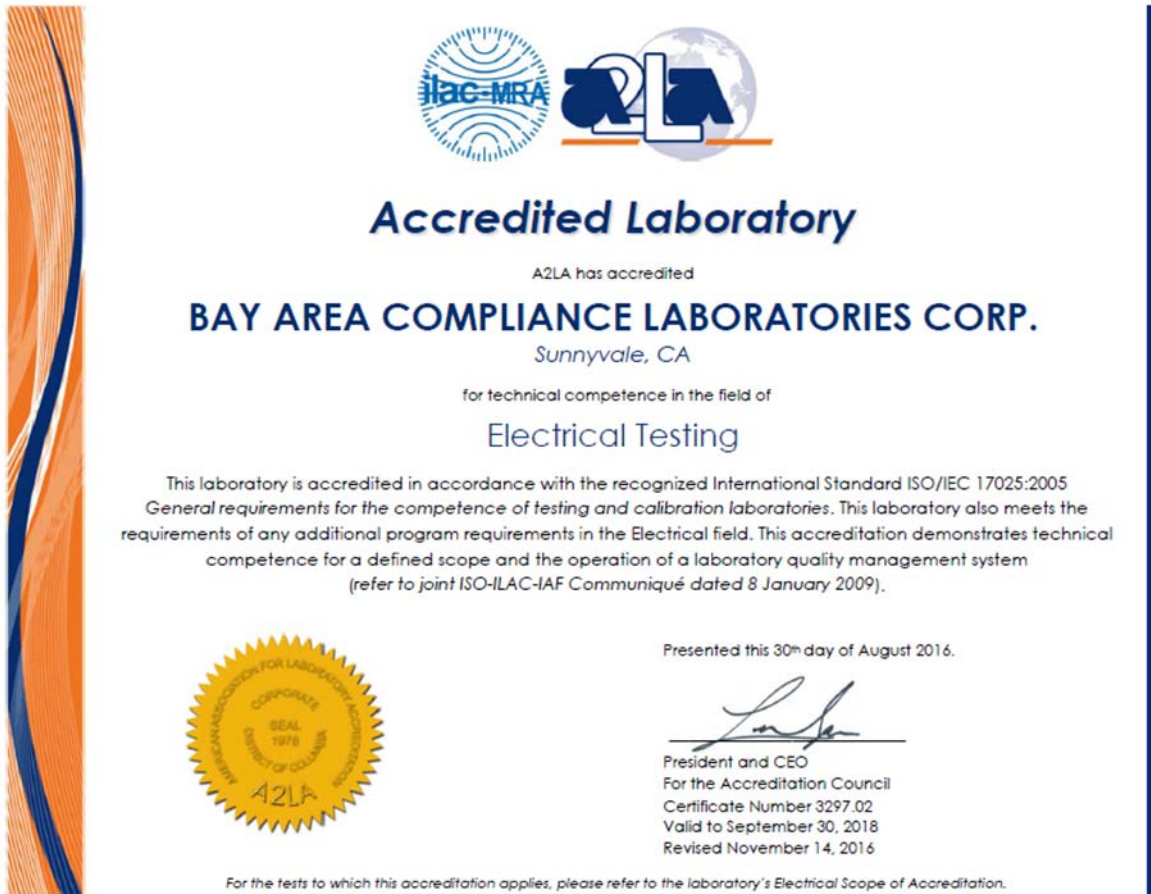 ilac-MRA
A2LA
Accredited Laboratory
A2LA has accredited
BAY AREA COMPLIANCE LABORATORIES CORP.
Sunnyvale, CA
for technical competence in the field of
Electrical Testing
This laboratory is accredited in accordance with the recognized International Standard ISO/IEC 17025:2005
General requirements for the competence of testing and calibration laboratories. This laboratory also meets the
requirements of any additional program requirements in the Electrical field. This accreditation demonstrates technical
competence for a defined scope and the operation of a laboratory quality management system
(refer to joint ISO-ILAC-IAF Communiqué dated 8 January 2009).
AMERICAN ASSOCIATION FOR LABORATORY ACCREDITATION
CORPORATE
SEAL
1978
DISTRICT OF COLUMBIA
A2LA
Presented this 30th day of August 2016.
President and CEO
For the Accreditation Council
Certificate Number 3297.02
Valid to September 30, 2018
Revised November 14, 2016
For the tests to which this accreditation applies, please refer to the laboratory's Electrical Scope of Accreditation.